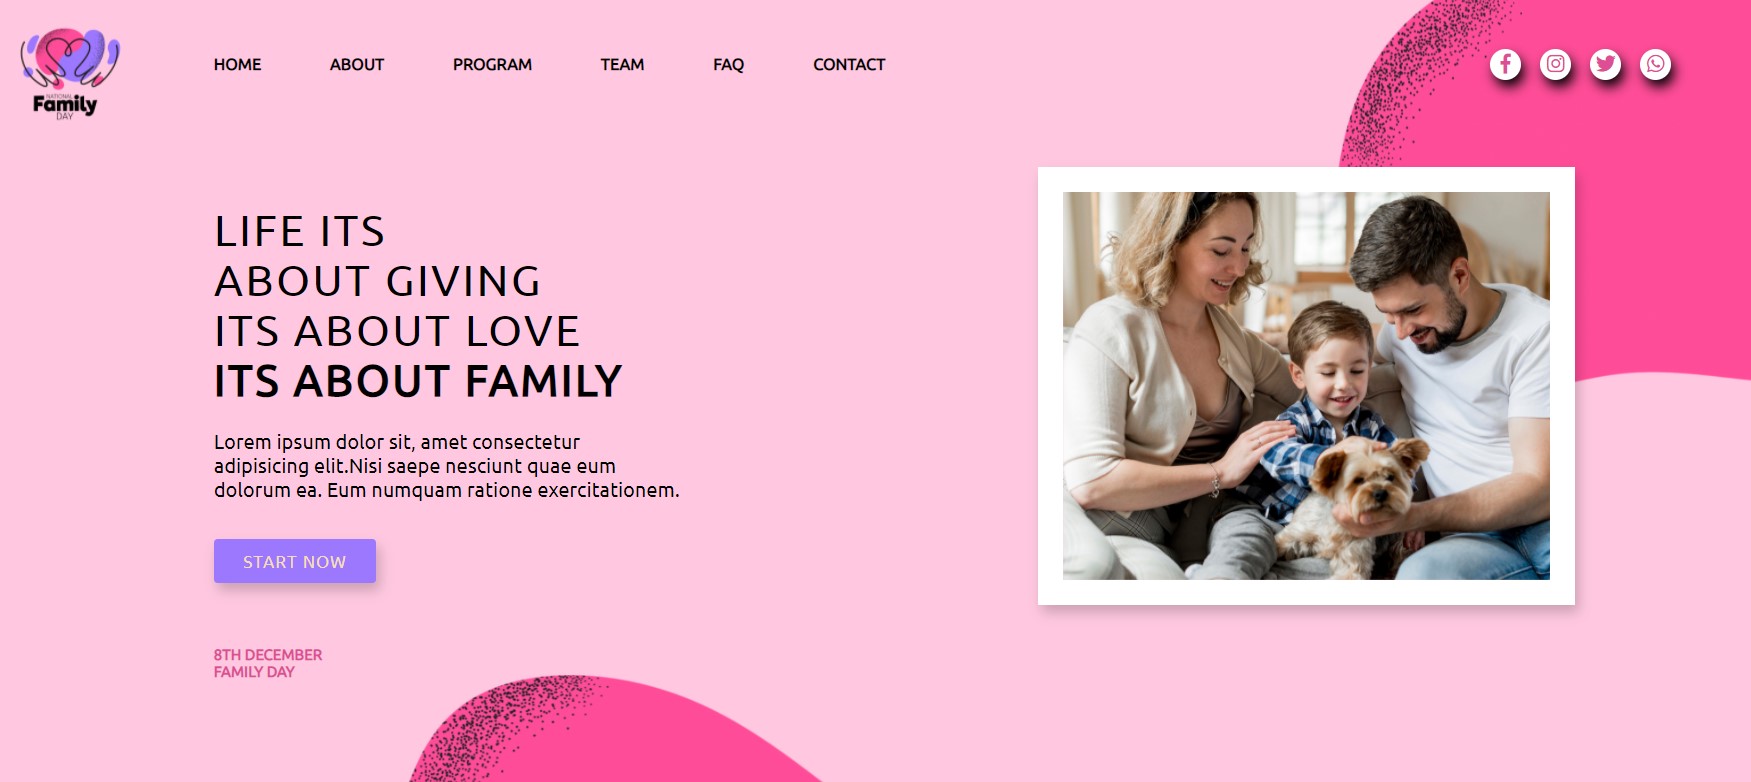 NATIONAL
Family
DAY
HOME ABOUT PROGRAM TEAM FAQ CONTACT
LIFE ITS
ABOUT GIVING
ITS ABOUT LOVE
ITS ABOUT FAMILY
Lorem ipsum dolor sit, amet consectetur
adipisicing elit.Nisi saepe nesciunt quae eum
dolorum ea. Eum numquam ratione exercitationem.
START NOW
8TH DECEMBER
FAMILY DAY